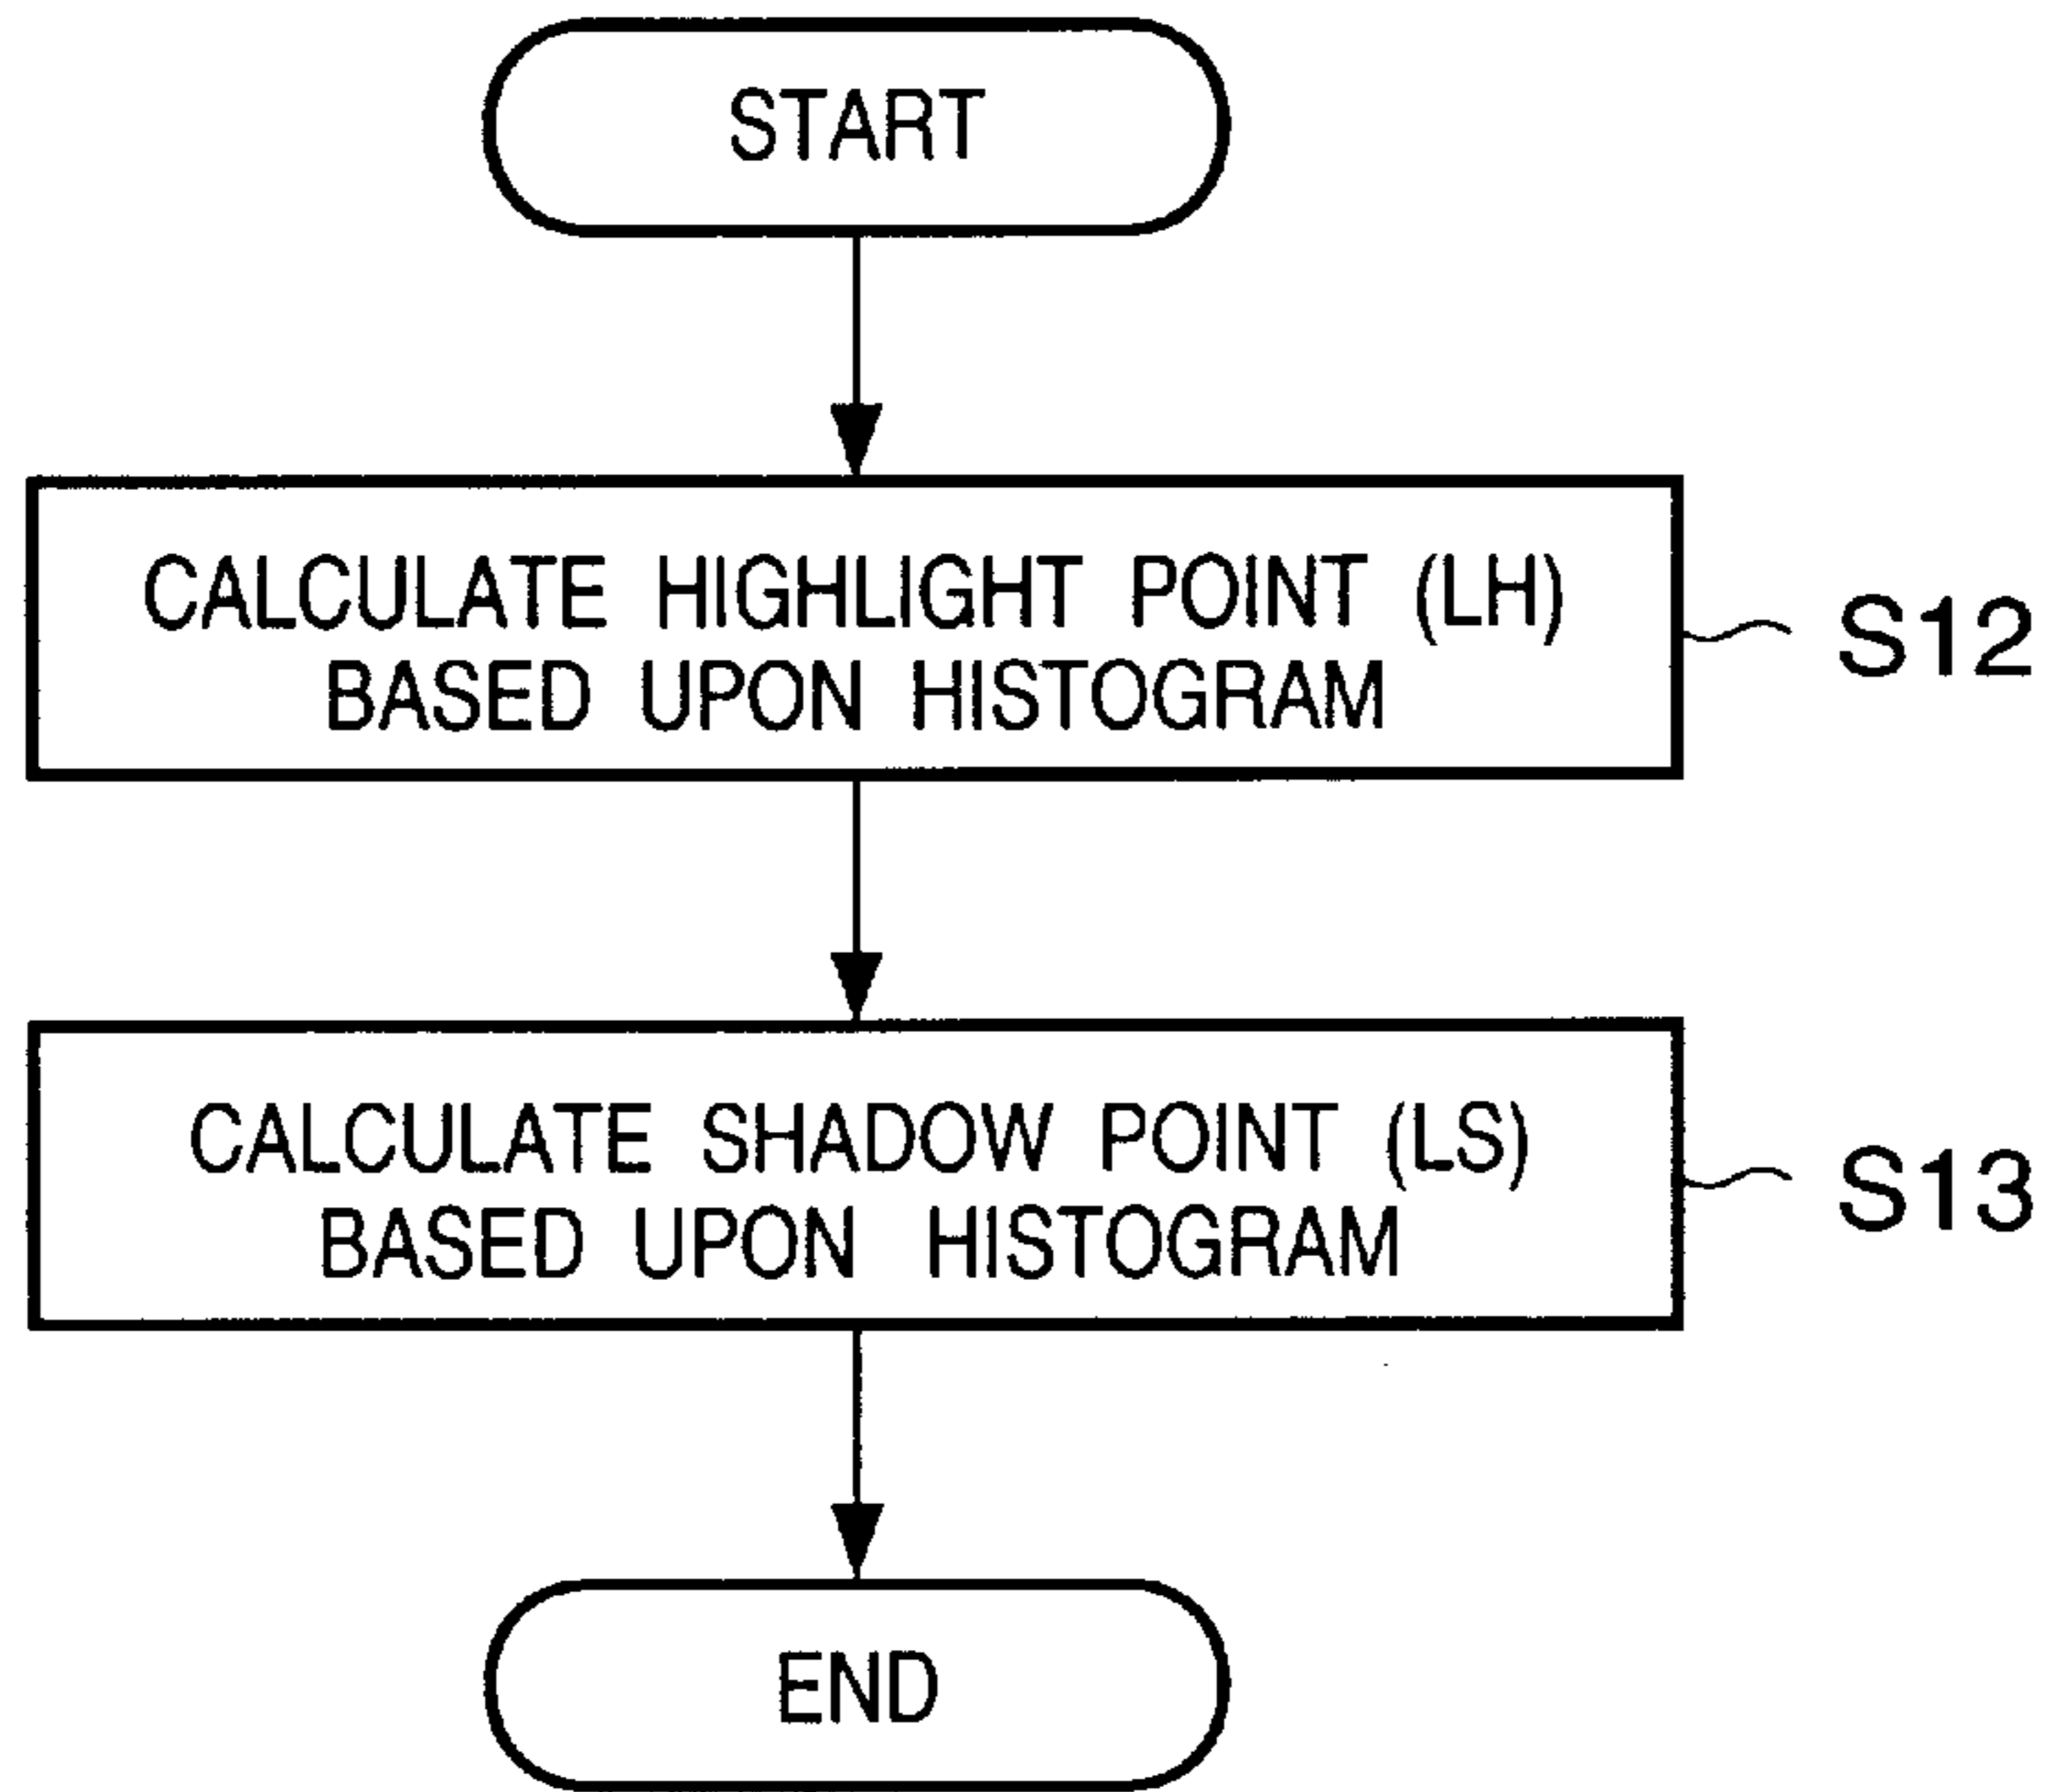 START
CALCULATE HIGHLIGHT POINT (LH)
BASED UPON HISTOGRAM
S12
CALCULATE SHADOW POINT (LS)
BASED UPON HISTOGRAM
S13
END